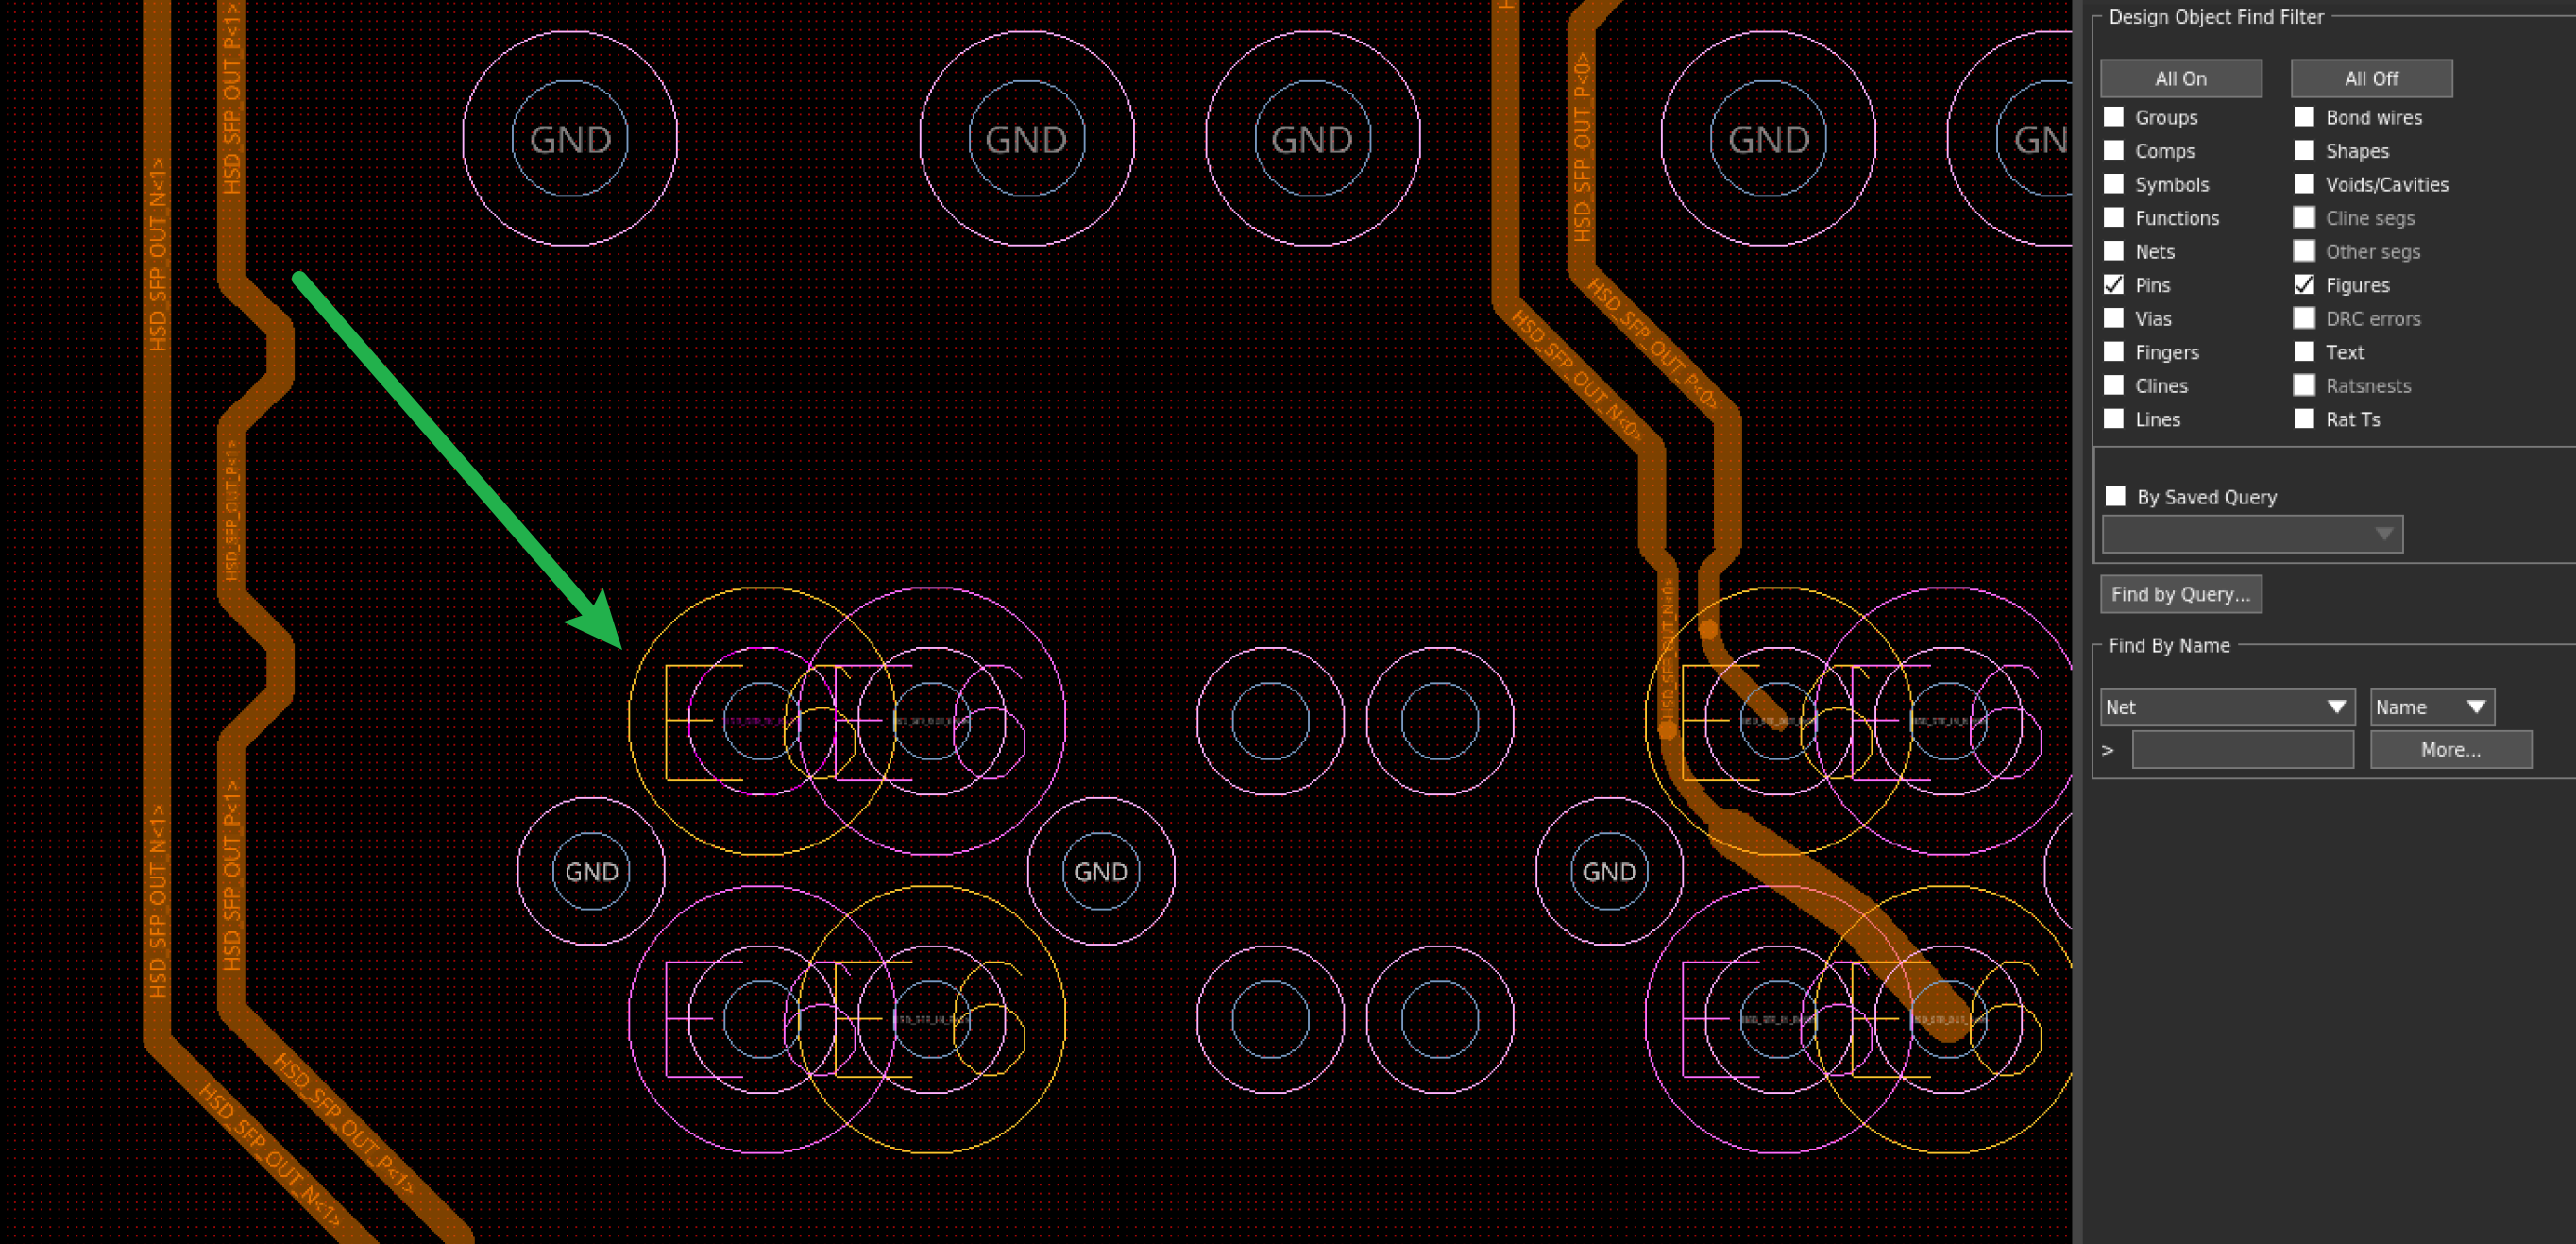 HSD_SFP_OUT_N<1>
HSD_SFP_OUT_P<1>
HSD_SFP_OUT_P<1>
HSD_SFP_OUT_N<1>
HSD_SFP_OUT_P<1>
HSD_SFP_OUT_N<1>
HSD_SFP_OUT_P<1>
GND
GND
GND
GND
GN
HSD_SFP_OUT_P<0>
HSD_SFP_OUT_N<0>
HSD_SFP_OUT_P<0>
HSD_SFP_OUT_N<0>
GND
GND
GND
Design Object Find Filter
All On All Off
Groups Bond wires
Comps Shapes
Symbols Voids/Cavities
Functions Cline segs
Nets Other segs
Pins Figures
Vias DRC errors
Fingers Text
Clines Ratsnests
Lines Rat Ts
By Saved Query
Find by Query...
Find By Name
Net Name
> More...